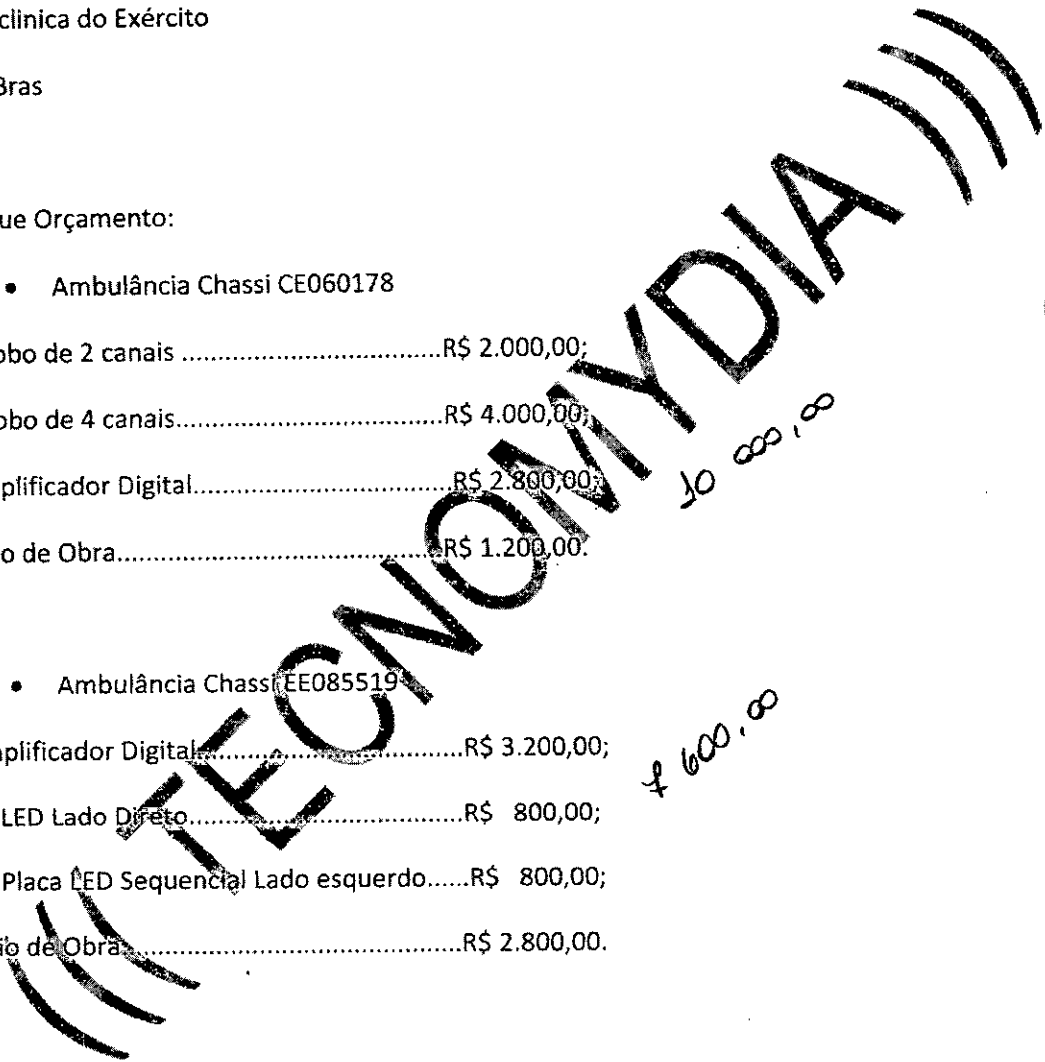 clinica do Exército
Bras
ue Orçamento:
• Ambulância Chassi CE060178
obo de 2 canais ..................................R$ 2.000,00;
obo de 4 canais...................................R$ 4.000,00;
plificador Digital..................................R$ 2.800,00;
o de Obra...........................................R$ 1.200,00.
10 000,00
• Ambulância Chassi EE085519
plificador Digital...................................R$ 3.200,00;
LED Lado Direto....................................R$ 800,00;
7 600,00
Placa LED Sequencial Lado esquerdo......R$ 800,00;
o de Obra............................................R$ 2.800,00.
TECNOMYDIA